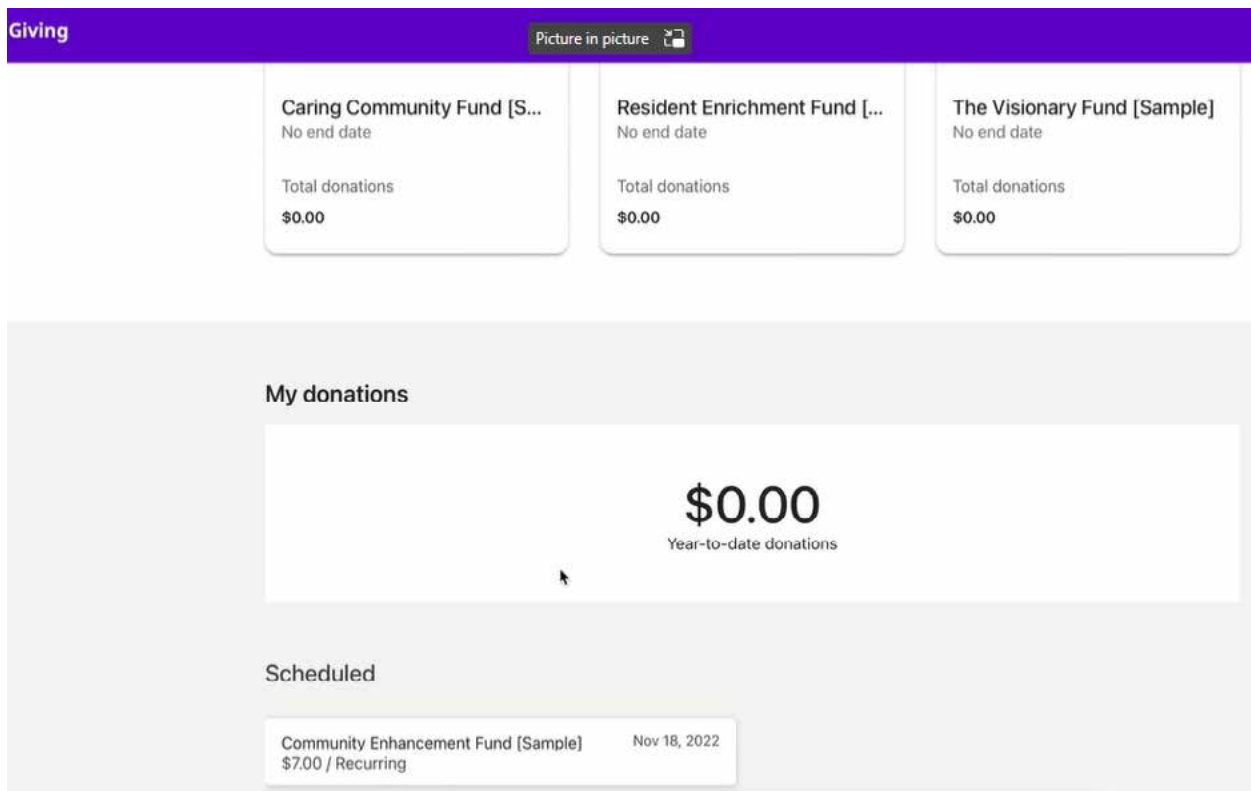 Giving
Picture in picture
Caring Community Fund [S...
No end date
Total donations
$0.00
Resident Enrichment Fund [...
No end date
Total donations
$0.00
The Visionary Fund [Sample]
No end date
Total donations
$0.00
My donations
$0.00
Year-to-date donations
Scheduled
Community Enhancement Fund [Sample]
Nov 18, 2022
$7.00 / Recurring